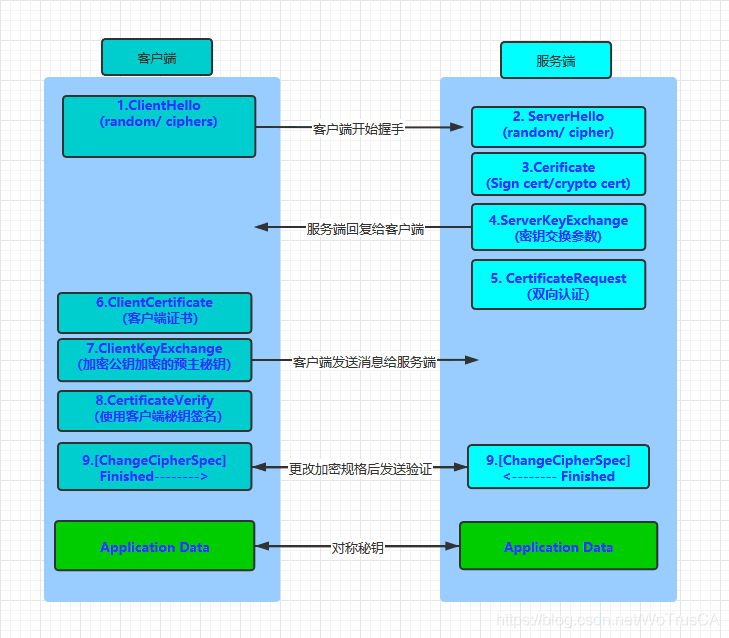 客户端
服务端
1.ClientHello
(random/ ciphers)
客户端开始握手
2. ServerHello
(random/ cipher)
3.Cerificate
(Sign cert/crypto cert)
服务端回复给客户端
4.ServerKeyExchange
(密钥交换参数)
5. CertificateRequest
(双向认证)
6.ClientCertificate
(客户端证书)
7.ClientKeyExchange
(加密公钥加密的预主秘钥)
客户端发送消息给服务端
8.CertificateVerify
(使用客户端秘钥签名)
9.[ChangeCipherSpec]
Finished-------->
更改加密规格后发送验证
9.[ChangeCipherSpec]
<-------- Finished
Application Data
对称秘钥
Application Data
https://blog.csdn.net/WoTrusCA